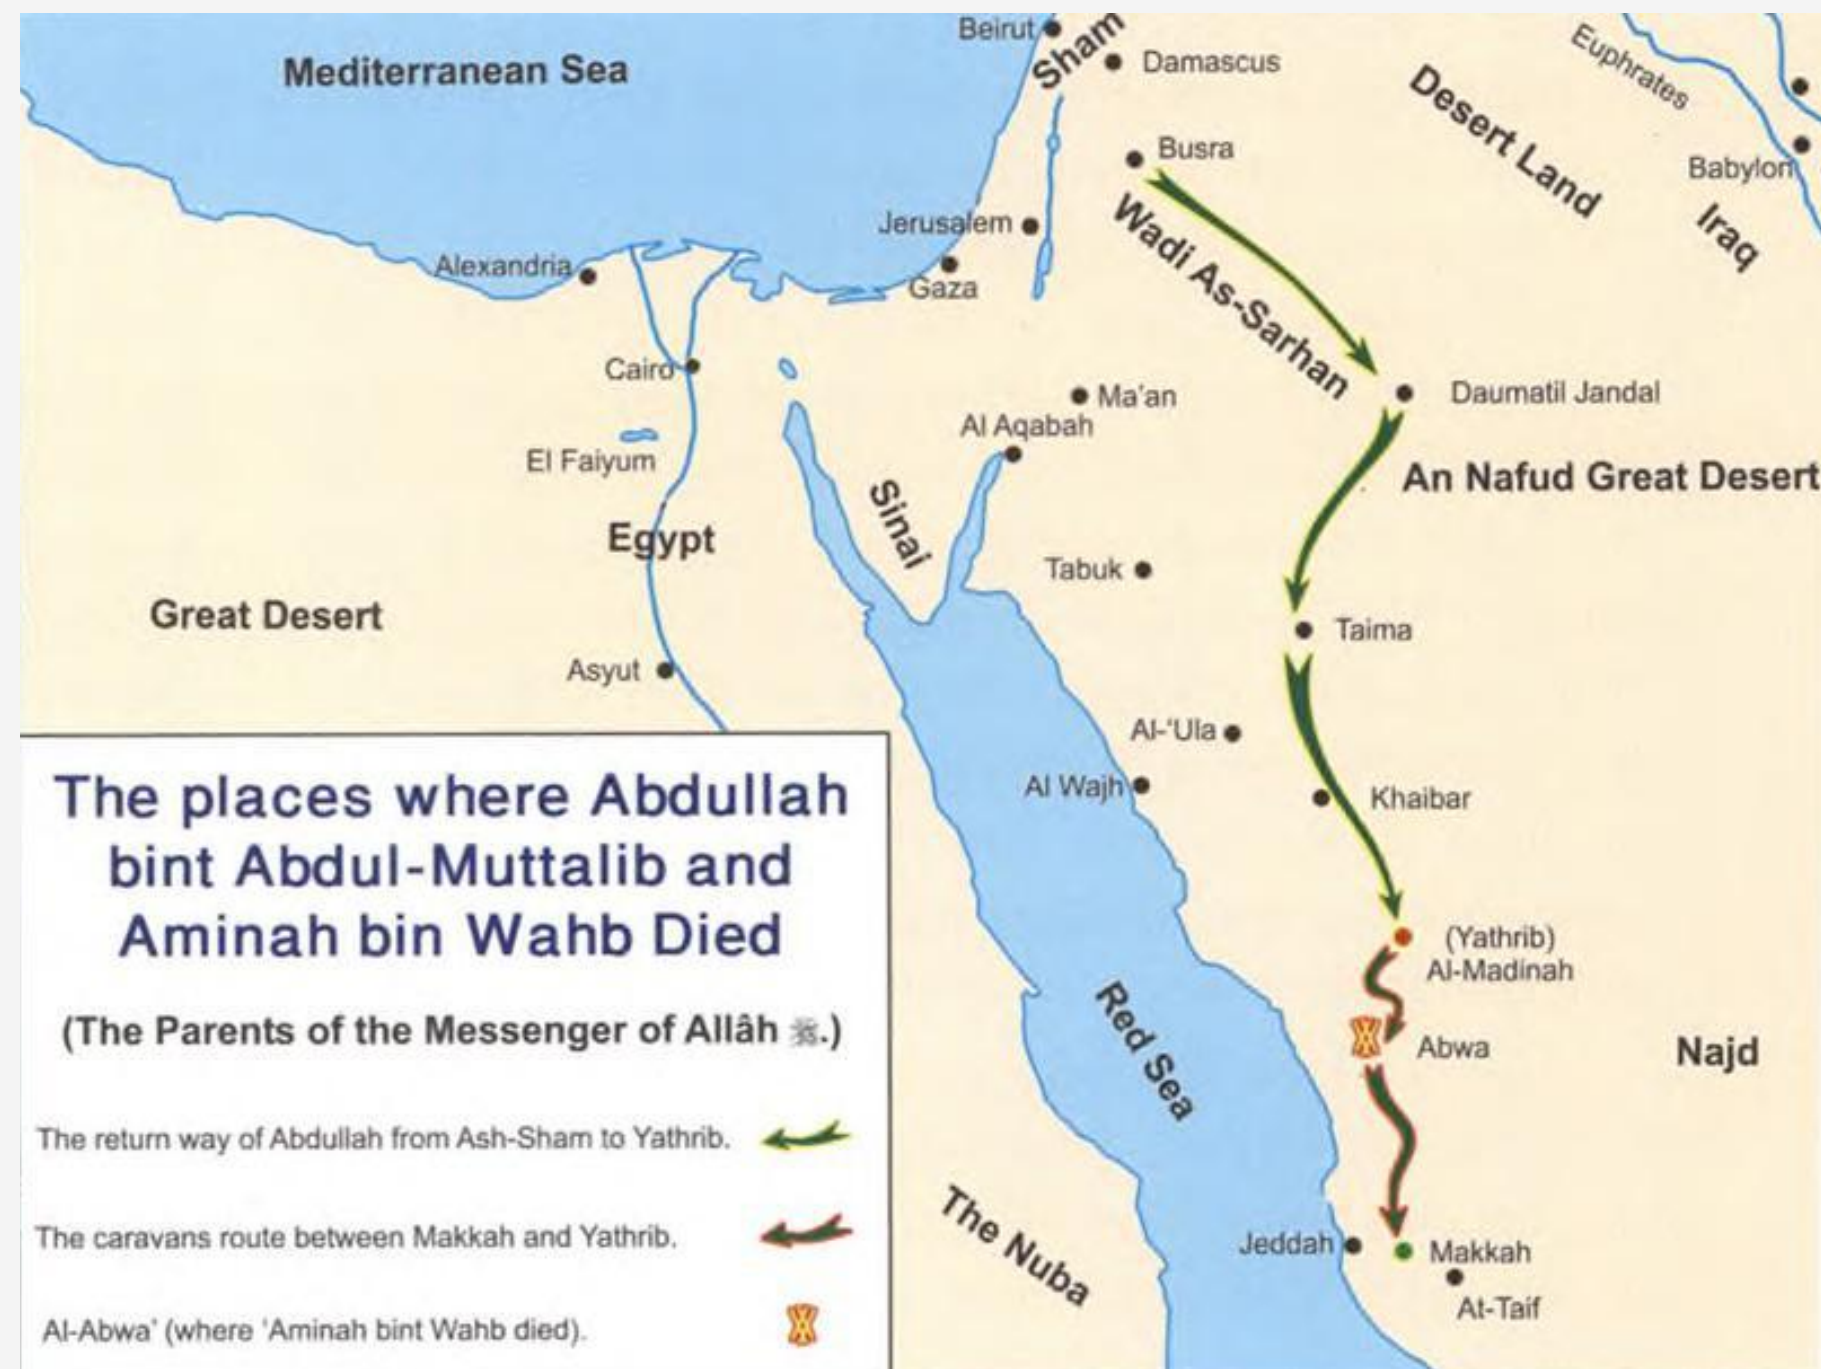 Mediterranean Sea
Beirut
Sham
Damascus
Euphrates
Desert Land
Busra
Babylon
Iraq
Wadi As-Sarhan
Jerusalem
Alexandria
Gaza
Cairo
Ma'an
Daumatil Jandal
Al Aqabah
El Faiyum
An Nafud Great Desert
Sinai
Egypt
Tabuk
Great Desert
Taima
Asyut
Al-‘Ula
Al Wajh
Khaibar
(Yathrib)
Al-Madinah
Red Sea
Abwa
Najd
The Nuba
Jeddah
Makkah
At-Taif
The places where Abdullah
bint Abdul-Muttalib and
Aminah bin Wahb Died
(The Parents of the Messenger of Allâh ﷺ.)
The return way of Abdullah from Ash-Sham to Yathrib.
The caravans route between Makkah and Yathrib.
Al-Abwa’ (where ‘Aminah bint Wahb died).